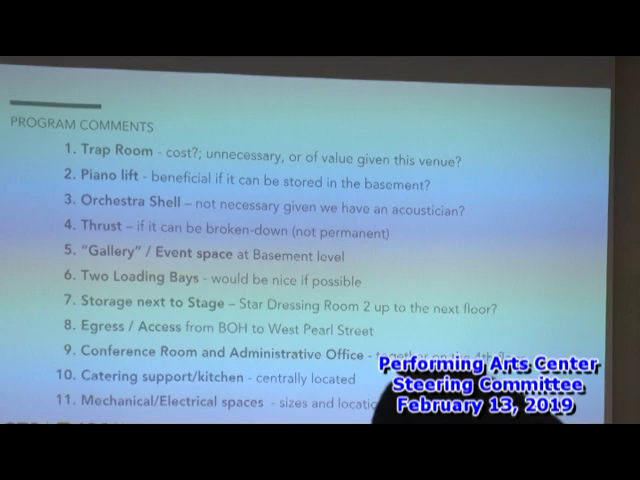 PROGRAM COMMENTS
1. Trap Room - cost?; unnecessary, or of value given this venue?
2. Piano lift - beneficial if it can be stored in the basement?
3. Orchestra Shell – not necessary given we have an acoustician?
4. Thrust – if it can be broken-down (not permanent)
5. “Gallery” / Event space at Basement level
6. Two Loading Bays - would be nice if possible
7. Storage next to Stage – Star Dressing Room 2 up to the next floor?
8. Egress / Access from BOH to West Pearl Street
9. Conference Room and Administrative Office - together on the 4th
10. Catering support/kitchen - centrally located
11. Mechanical/Electrical spaces - sizes and
Performing Arts Center
Steering Committee
February 13, 2019